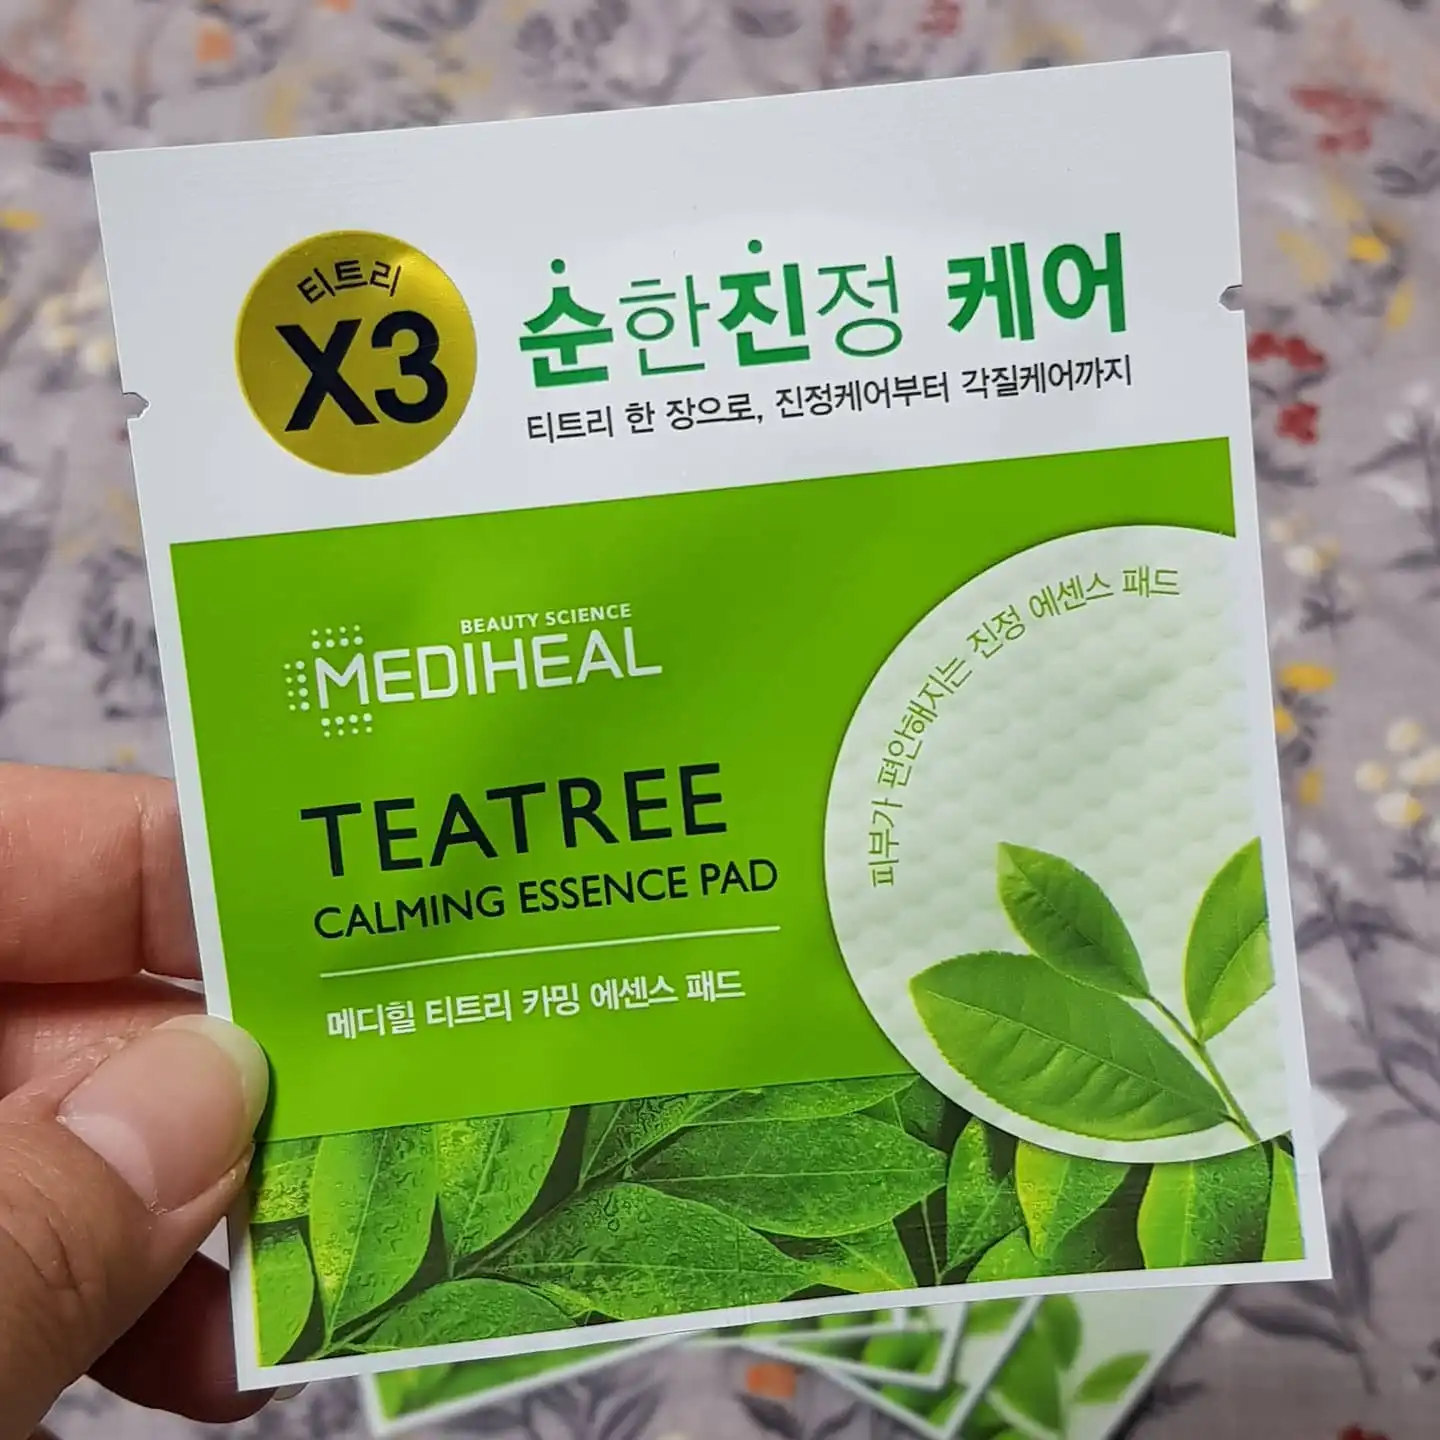 티트리
X3
순한진정 케어
티트리 한 장으로, 진정케어부터 각질케어까지
BEAUTY SCIENCE
MEDIHEAL
TEATREE
CALMING ESSENCE PAD
메디힐 티트리 카밍 에센스 패드
피부가 편안해지는 진정 에센스 패드